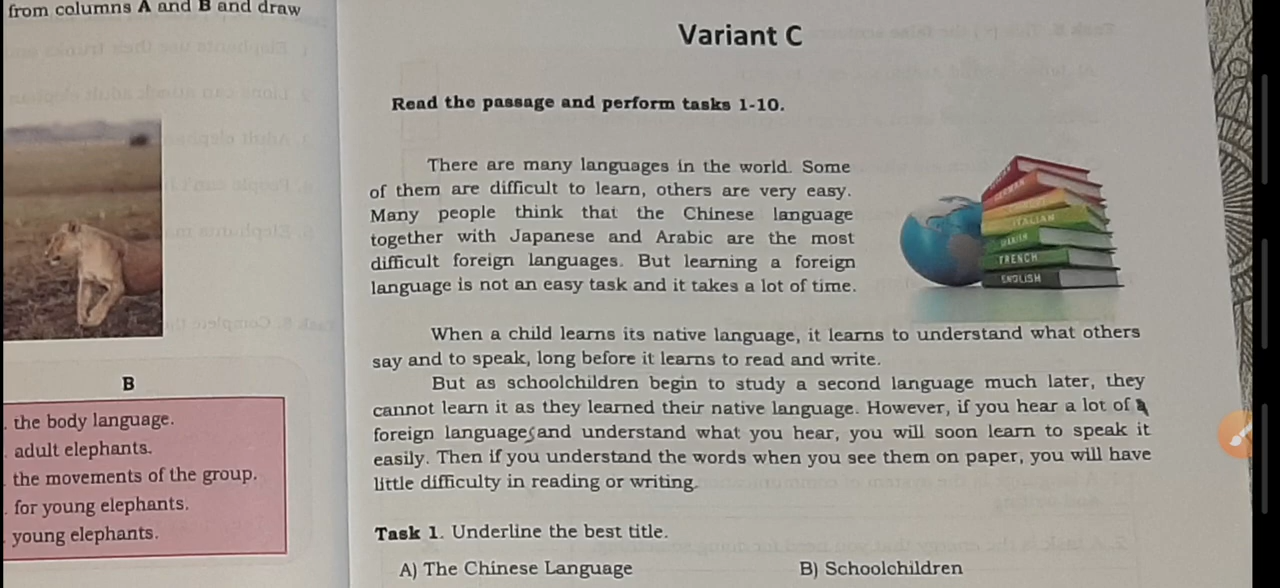 from columns A and B and draw
B
the body language.
adult elephants.
the movements of the group.
for young elephants.
young elephants.
Variant C
Read the passage and perform tasks 1-10.
There are many languages in the world. Some
of them are difficult to learn, others are very easy.
Many people think that the Chinese language
together with Japanese and Arabic are the most
difficult foreign languages. But learning a foreign
language is not an easy task and it takes a lot of time.
GERMAN
ITALIAN
FRENCH
ENGLISH
When a child learns its native language, it learns to understand what others
say and to speak, long before it learns to read and write.
But as schoolchildren begin to study a second language much later, they
cannot learn it as they learned their native language. However, if you hear a lot of
foreign languages and understand what you hear, you will soon learn to speak it
easily. Then if you understand the words when you see them on paper, you will have
little difficulty in reading or writing.
Task 1. Underline the best title.
A) The Chinese Language
B) Schoolchildren